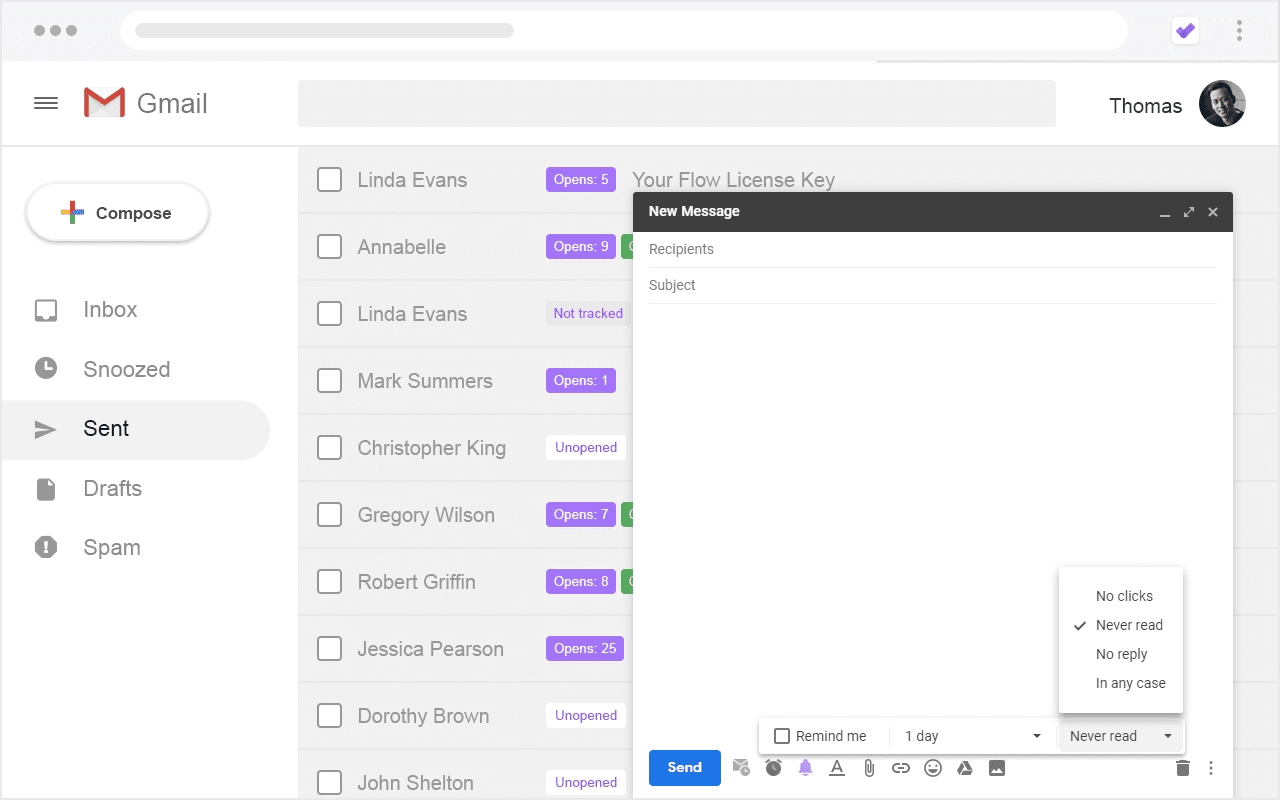 Gmail
Thomas
Compose
Inbox
Snoozed
Sent
Drafts
Spam
Linda Evans Opens: 5 Your Flow License Key
Annabelle Opens: 9
Linda Evans Not tracked
Mark Summers Opens: 1
Christopher King Unopened
Gregory Wilson Opens: 7
Robert Griffin Opens: 8
Jessica Pearson Opens: 25
Dorothy Brown Unopened
John Shelton Unopened
New Message
Recipients
Subject
No clicks
Never read
No reply
In any case
Remind me 1 day Never read
Send